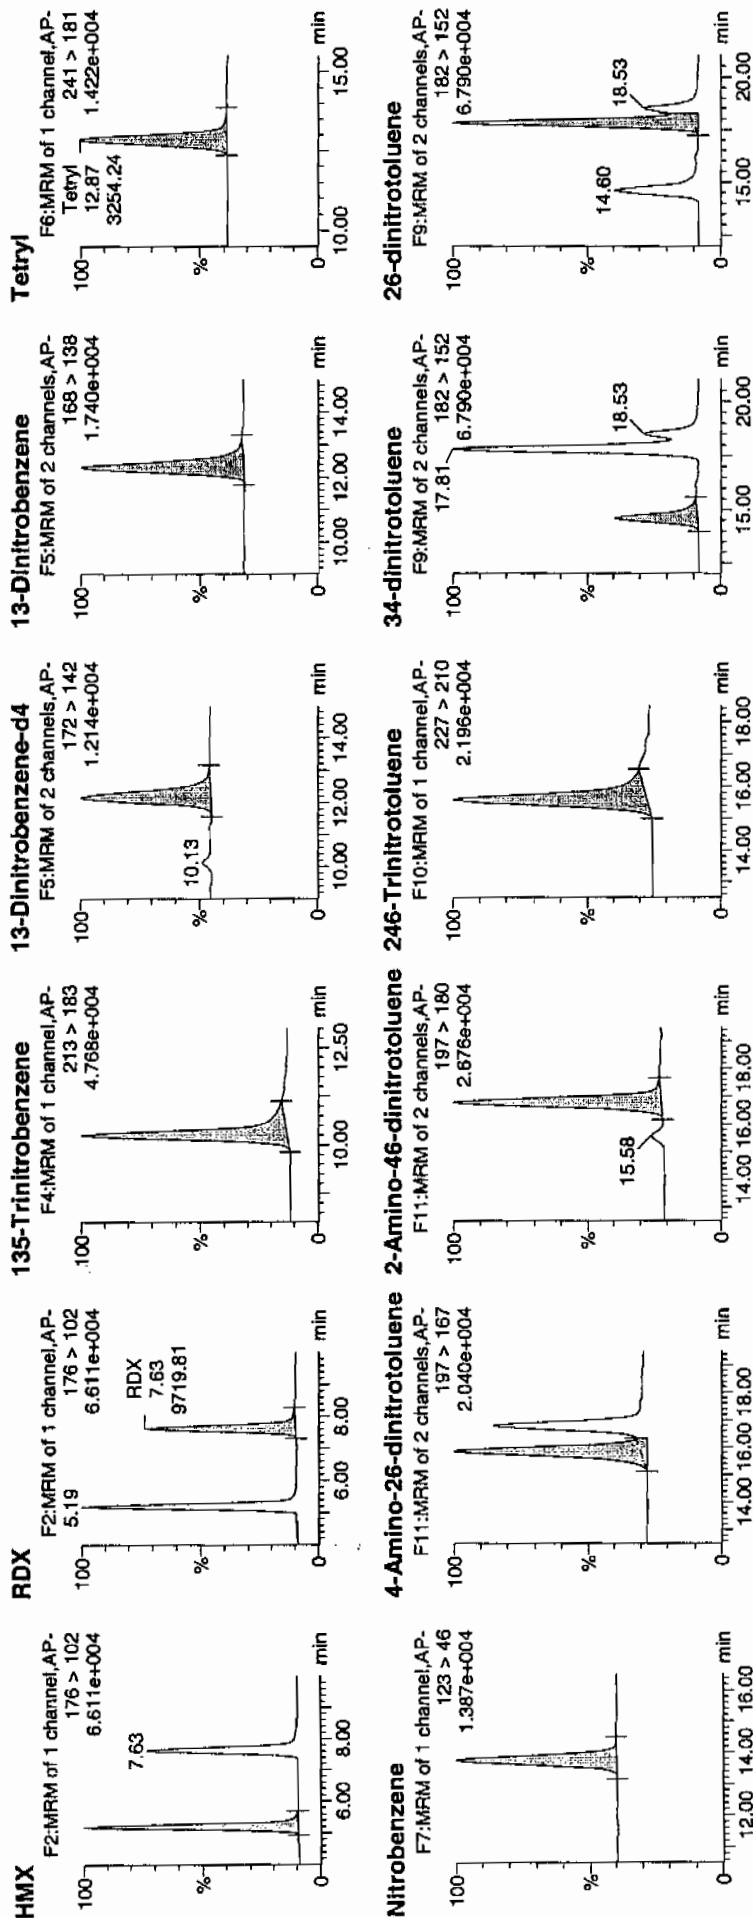 HMX
F2:MRM of 1 channel,AP-
176 > 102
6.611e+004
7.63
100
%
0
6.00
8.00
min
RDX
F2:MRM of 1 channel,AP-
5.19
176 > 102
6.611e+004
RDX
7.63
9719.81
100
%
0
6.00
8.00
min
135-Trinitrobenzene
F4:MRM of 1 channel,AP-
213 > 183
4.768e+004
100
%
0
10.00
12.50
min
13-Dinitrobenzene-d4
F5:MRM of 2 channels,AP-
172 > 142
1.214e+004
10.13
100
%
0
10.00
12.00
14.00
min
13-Dinitrobenzene
F5:MRM of 2 channels,AP-
168 > 138
1.740e+004
100
%
0
10.00
12.00
14.00
min
Tetryl
F6:MRM of 1 channel,AP-
Tetryl
241 > 181
12.87
1.422e+004
3254.24
100
%
0
10.00
15.00
min
Nitrobenzene
F7:MRM of 1 channel,AP-
123 > 46
1.387e+004
100
%
0
12.00
14.00
16.00
min
4-Amino-26-dinitrotoluene
F11:MRM of 2 channels,AP-
197 > 167
2.040e+004
100
%
0
14.00
16.00
18.00
min
2-Amino-46-dinitrotoluene
F11:MRM of 2 channels,AP-
197 > 180
2.676e+004
15.58
100
%
0
14.00
16.00
18.00
min
246-Trinitrotoluene
F10:MRM of 1 channel,AP-
227 > 210
2.196e+004
100
%
0
14.00
16.00
18.00
min
34-dinitrotoluene
F9:MRM of 2 channels,AP-
182 > 152
17.81
6.790e+004
18.53
100
%
0
15.00
20.00
min
26-dinitrotoluene
F9:MRM of 2 channels,AP-
182 > 152
6.790e+004
14.60
18.53
100
%
0
15.00
20.00
min